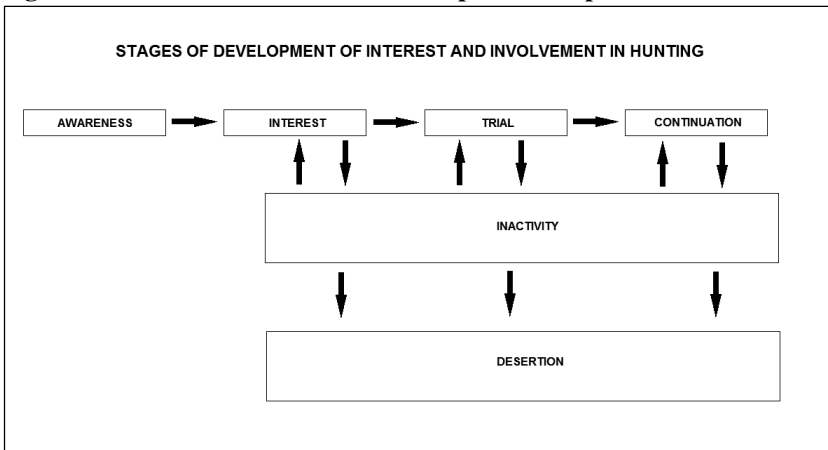 STAGES OF DEVELOPMENT OF INTEREST AND INVOLVEMENT IN HUNTING
AWARENESS
INTEREST
TRIAL
CONTINUATION
INACTIVITY
DESERTION